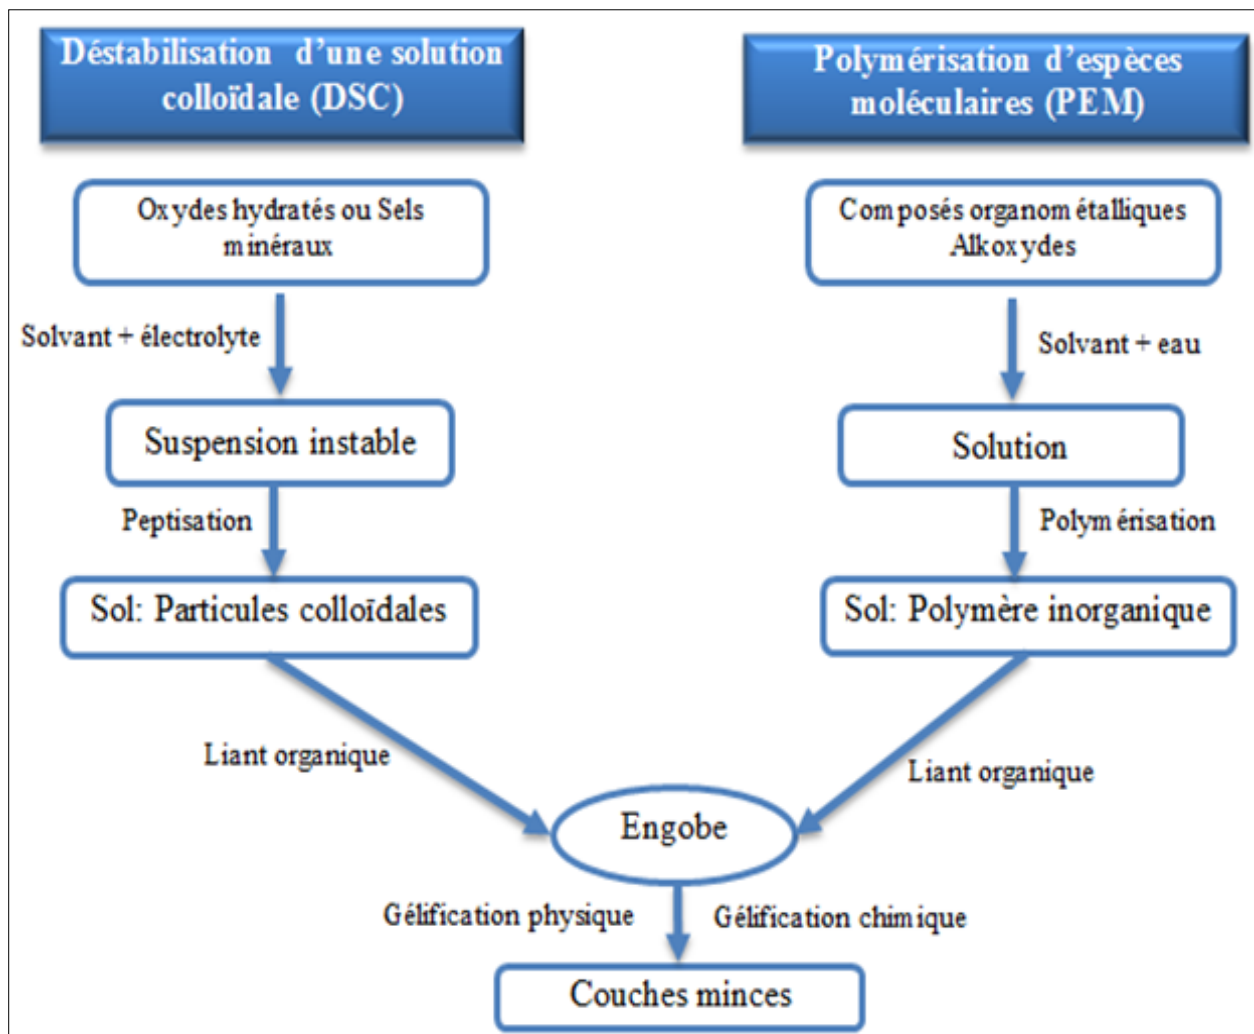 Déstabilisation d'une solution
colloïdale (DSC)
Polymérisation d'espèces
moléculaires (PEM)
Oxydes hydratés ou Sels
minéraux
Composés organométalliques
Alkoxydes
Solvant + électrolyte
Solvant + eau
Suspension instable
Solution
Peptisation
Polymérisation
Sol: Particules colloïdales
Sol: Polymère inorganique
Liant organique
Liant organique
Engobe
Gélification physique
Gélification chimique
Couches minces